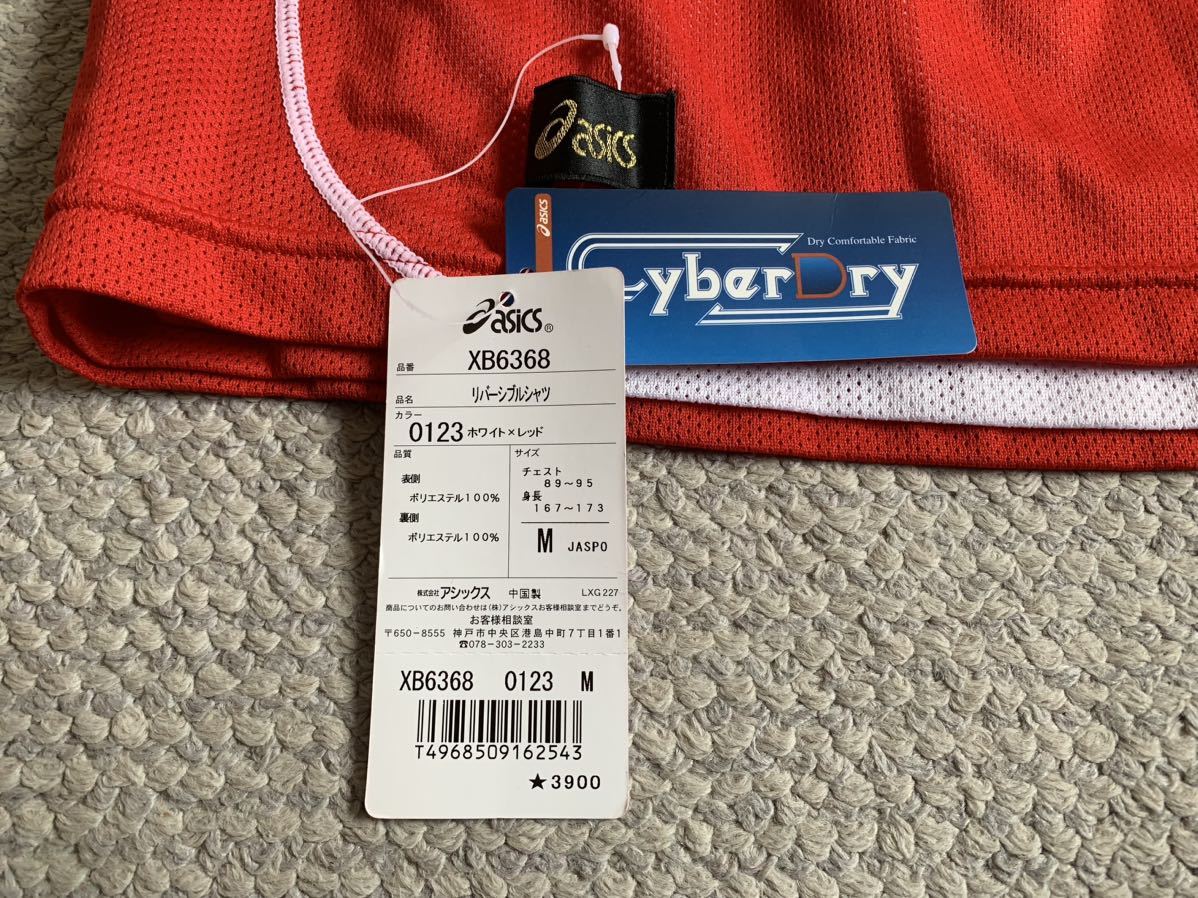 asics
asics
Dry Comfortable Fabric
CyberDry
asics®
品番 XB6368
品名 リバーシブルシャツ
カラー
0123 ホワイト×レッド
品質
表側
ポリエステル100%
裏側
ポリエステル100%
サイズ
チェスト
89～95
身長
167～173
M JASPO
株式会社アシックス 中国製 LXG227
商品についてのお問い合わせは(株)アシックスお客様相談室までどうぞ。
お客様相談室
〒650-8555 神戸市中央区港島中町7丁目1番1
☎078-303-2233
XB6368 0123 M
T4968509162543
★3900